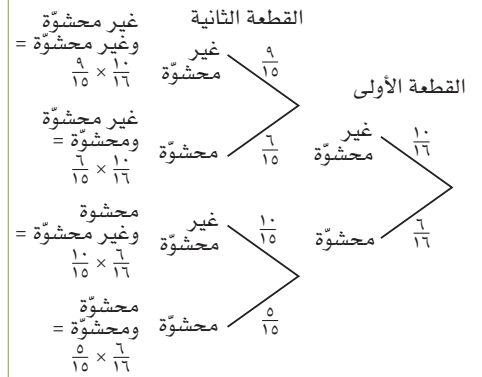 القطعة الأولى
١٠/١٦
غير
محشوّة
٦/١٦
محشوّة
القطعة الثانية
٩/١٥
غير
محشوّة
٦/١٥
محشوّة
١٠/١٥
غير
محشوّة
٥/١٥
محشوّة
غير محشوّة
وغير محشوّة =
١٠/١٦ × ٩/١٥
غير محشوّة
ومحشوّة =
١٠/١٦ × ٦/١٥
محشوة
وغير محشوّة =
٦/١٦ × ١٠/١٥
محشوّة
ومحشوّة =
٦/١٦ × ٥/١٥